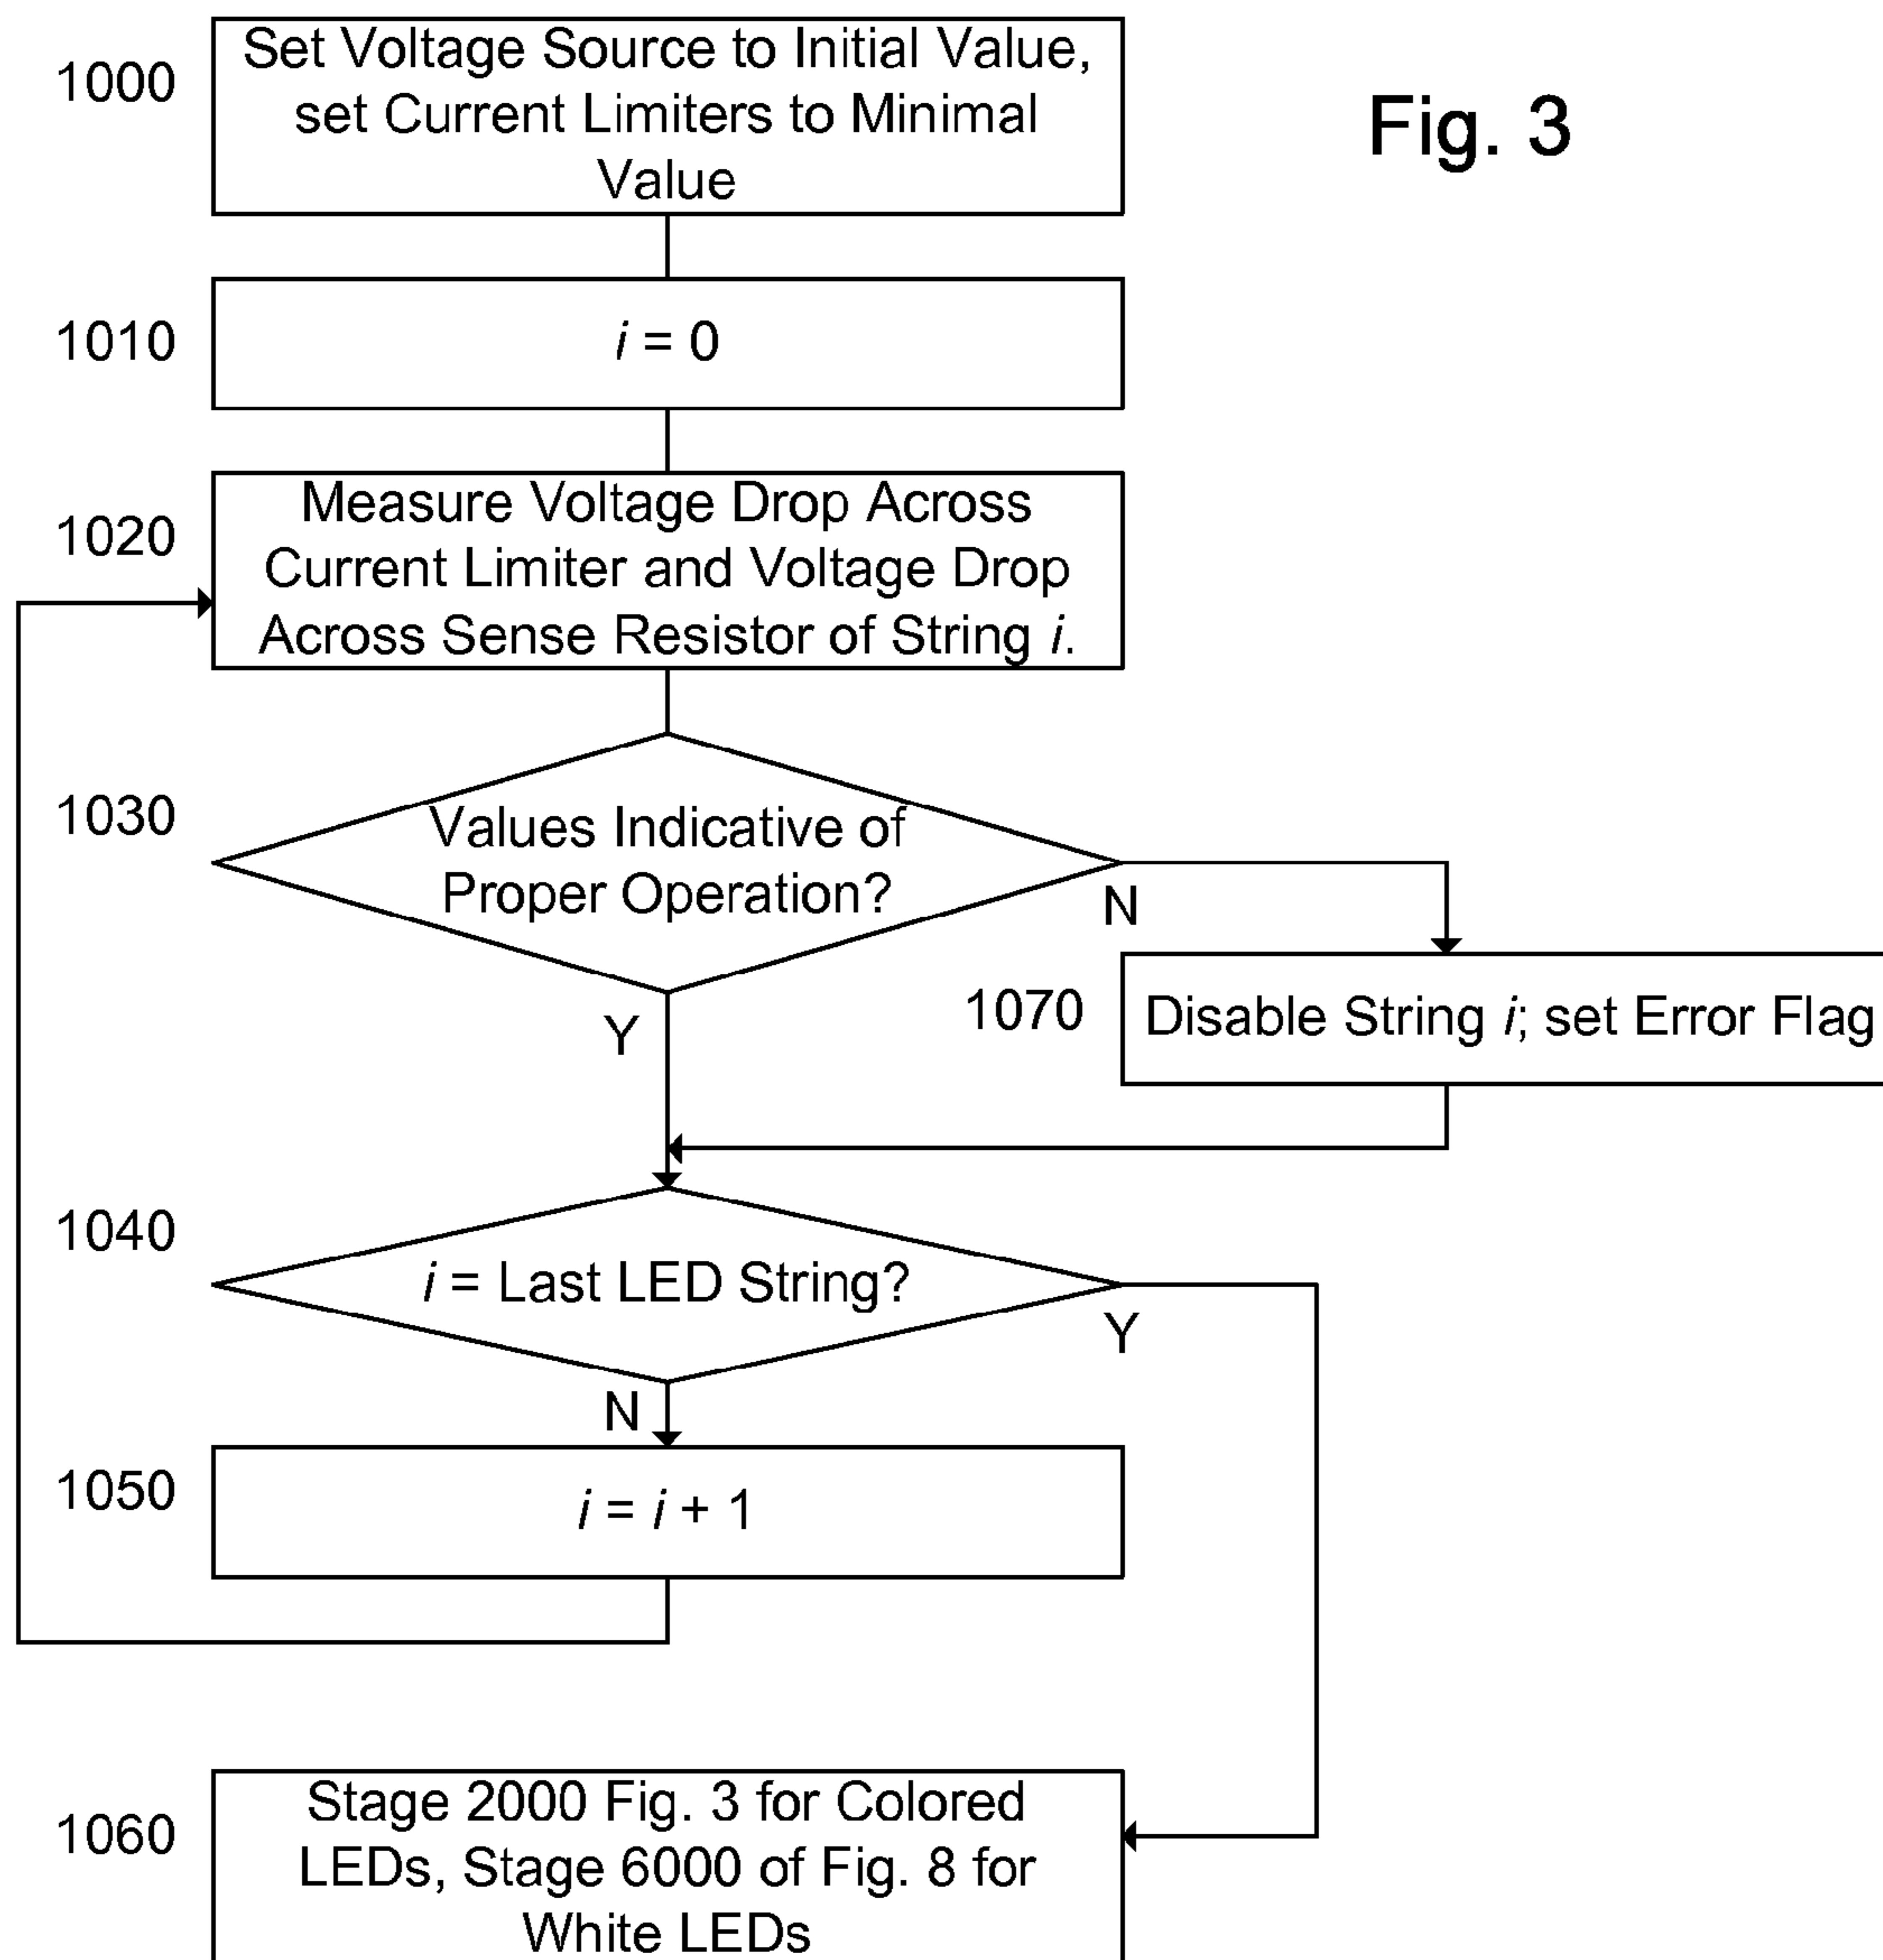 1000
Set Voltage Source to Initial Value,
set Current Limiters to Minimal
Value
Fig. 3
1010
i = 0
1020
Measure Voltage Drop Across
Current Limiter and Voltage Drop
Across Sense Resistor of String i.
1030
Values Indicative of
Proper Operation?
N
Y
1070
Disable String i; set Error Flag
1040
i = Last LED String?
Y
N
1050
i = i + 1
1060
Stage 2000 Fig. 3 for Colored
LEDs, Stage 6000 of Fig. 8 for
White LEDs